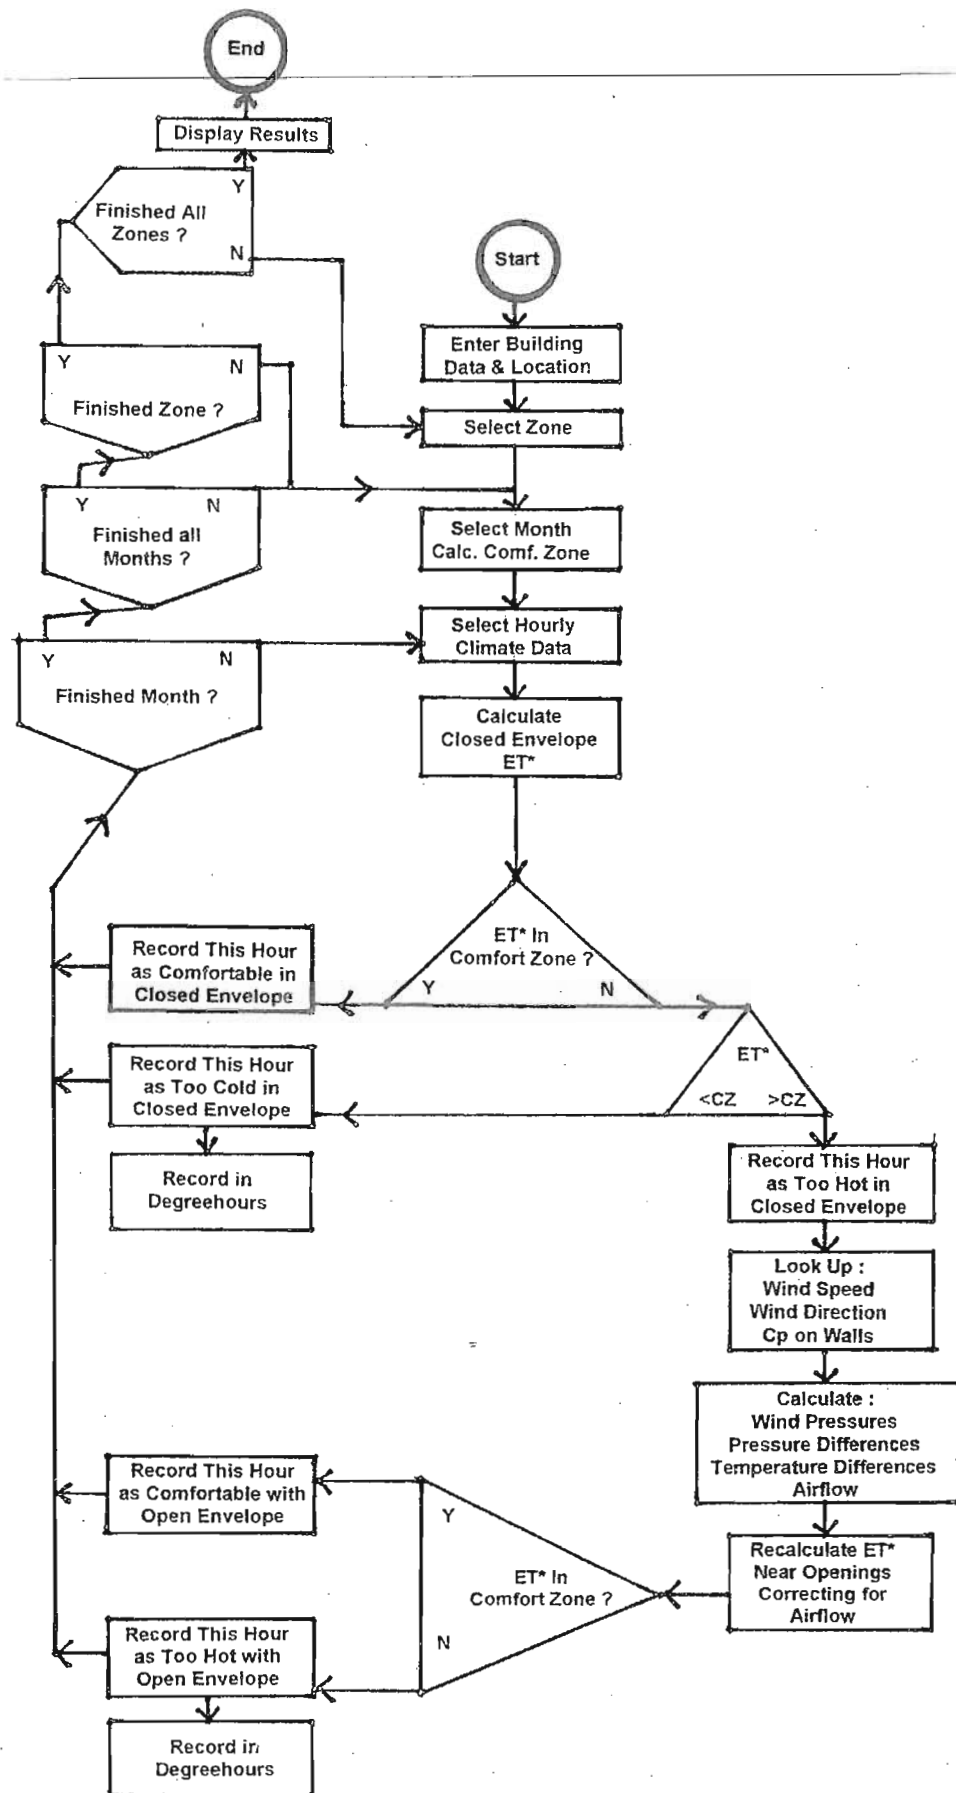 End
Display Results
Y
Finished All
Zones ?
N
Start
Enter Building
Data & Location
Y
N
Finished Zone ?
Select Zone
Y
N
Finished all
Months ?
Select Month
Calc. Comf. Zone
Y
N
Finished Month ?
Select Hourly
Climate Data
Calculate
Closed Envelope
ET*
ET* In
Comfort Zone ?
Y
N
Record This Hour
as Comfortable in
Closed Envelope
ET*
<CZ
>CZ
Record This Hour
as Too Cold in
Closed Envelope
Record in
Degreehours
Record This Hour
as Too Hot in
Closed Envelope
Look Up :
Wind Speed
Wind Direction
Cp on Walls
Calculate :
Wind Pressures
Pressure Differences
Temperature Differences
Airflow
Recalculate ET*
Near Openings
Correcting for
Airflow
Y
ET* In
Comfort Zone ?
N
Record This Hour
as Comfortable with
Open Envelope
Record This Hour
as Too Hot with
Open Envelope
Record in
Degreehours